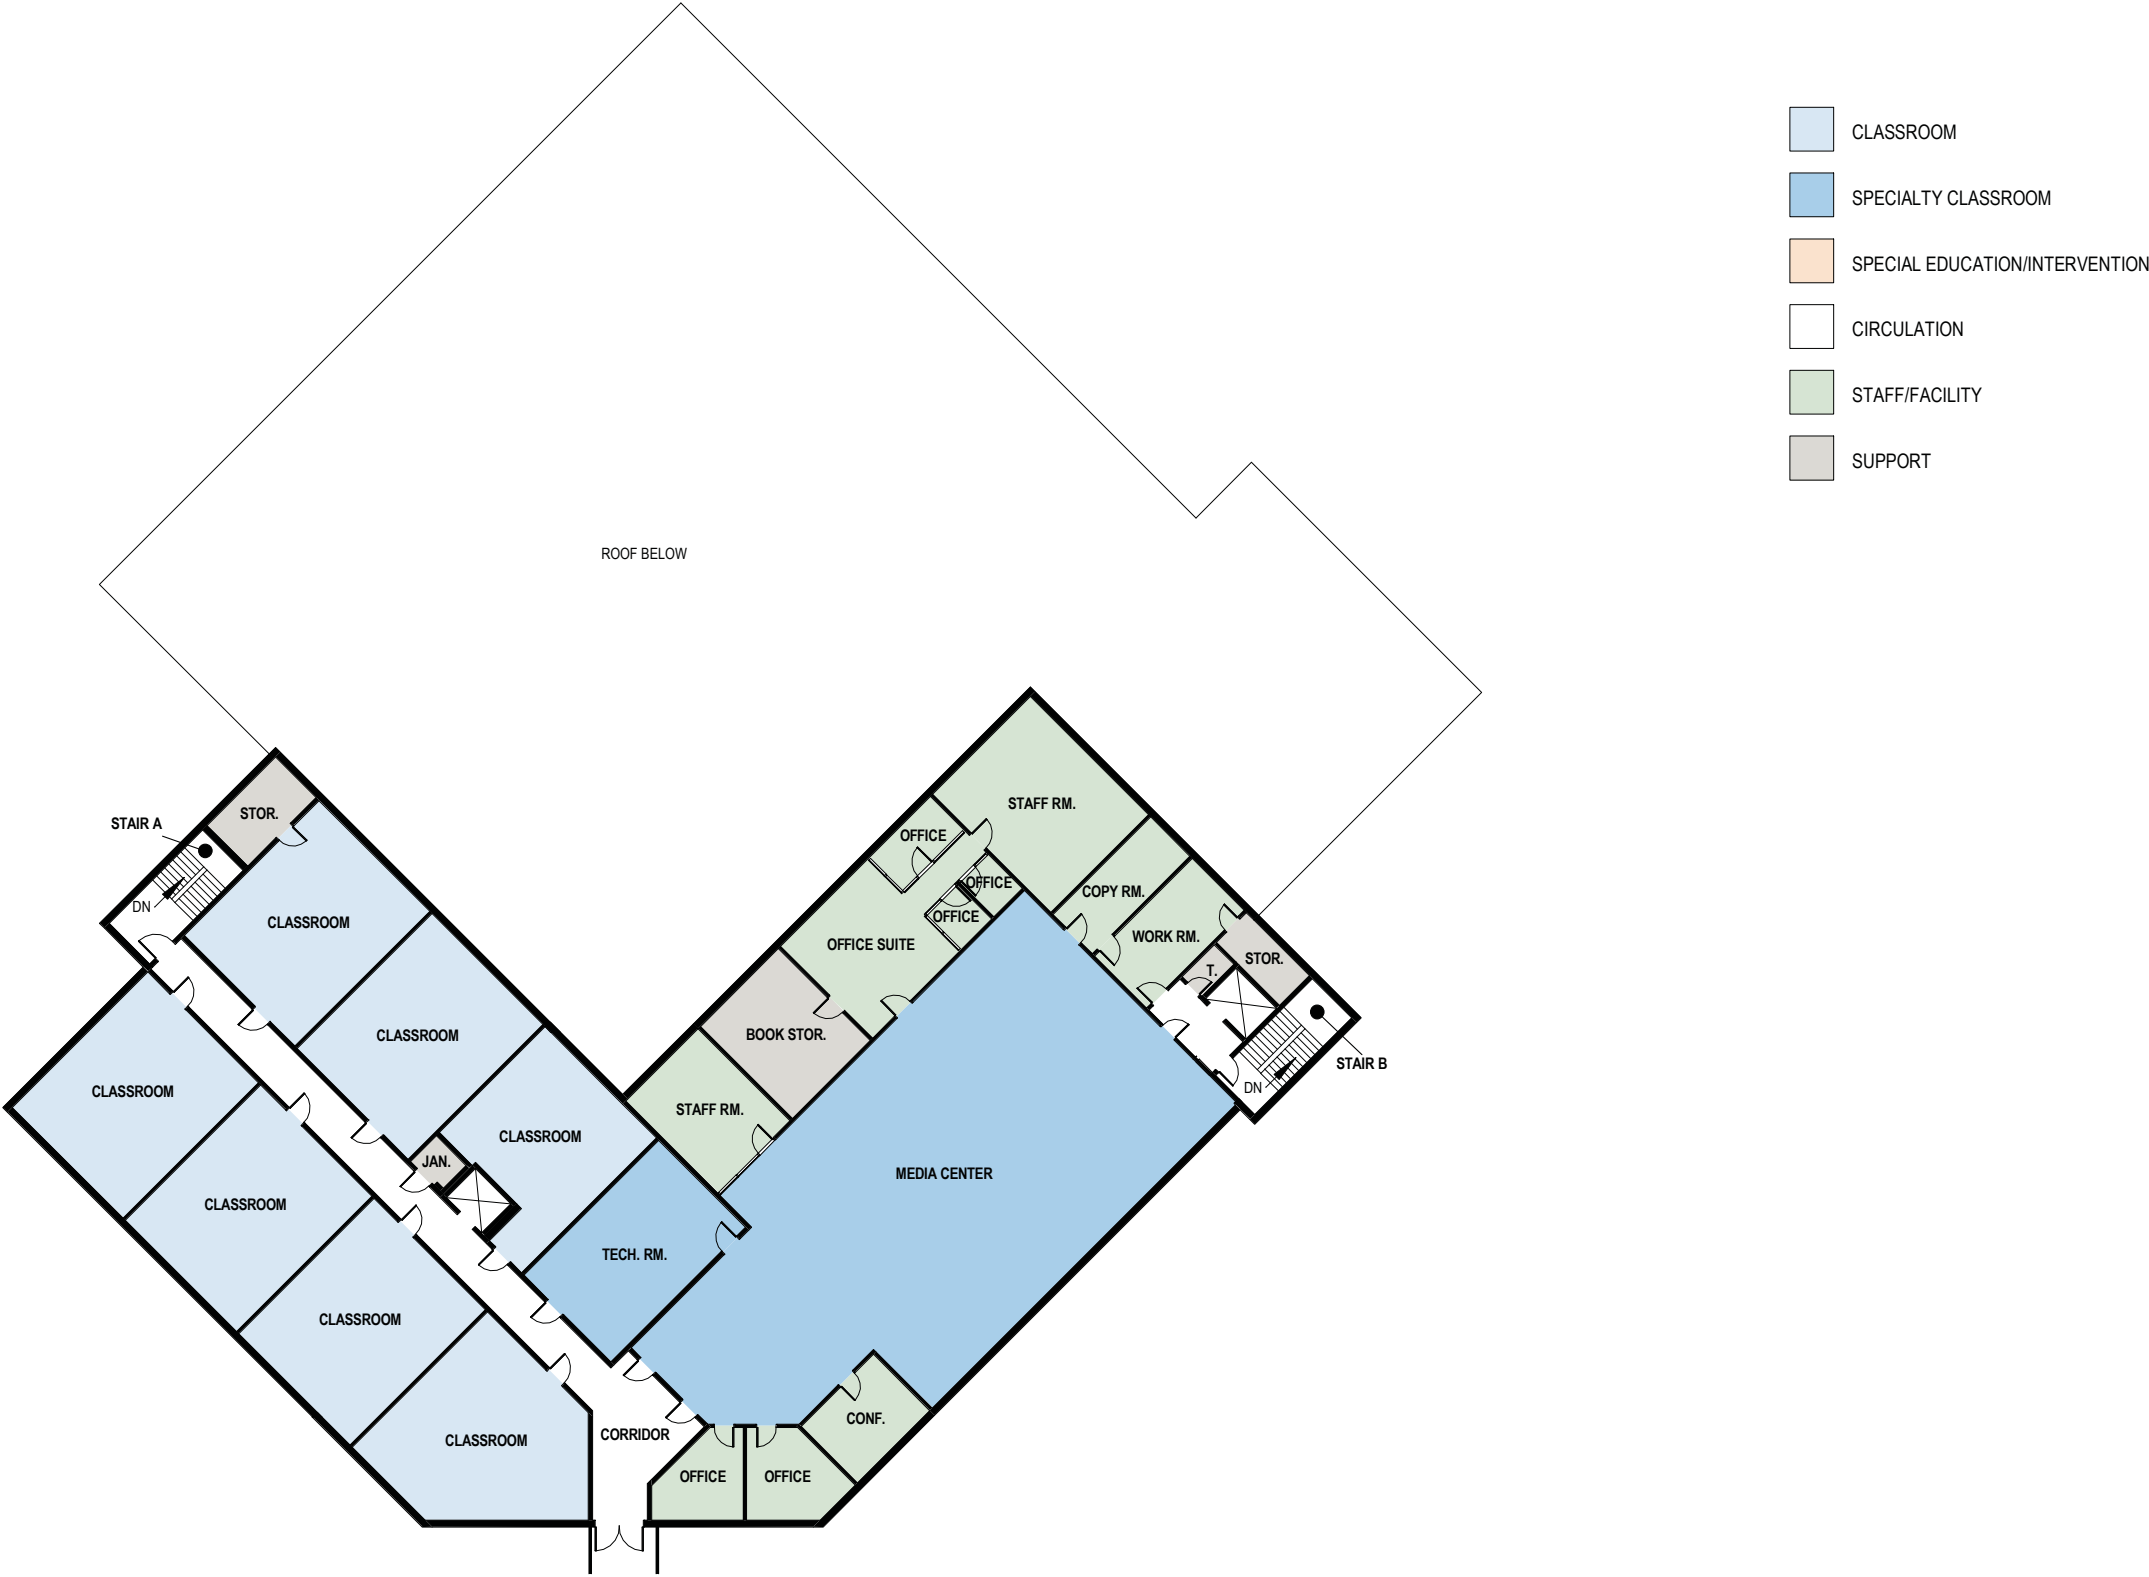 CLASSROOM
SPECIALTY CLASSROOM
SPECIAL EDUCATION/INTERVENTION
CIRCULATION
STAFF/FACILITY
SUPPORT
ROOF BELOW
STAFF RM.
STOR.
STAIR A
OFFICE
OFFICE
COPY RM.
DN
OFFICE
CLASSROOM
WORK RM.
OFFICE SUITE
STOR.
T.
CLASSROOM
BOOK STOR.
STAIR B
DN
CLASSROOM
STAFF RM.
CLASSROOM
JAN.
MEDIA CENTER
CLASSROOM
TECH. RM.
CLASSROOM
CONF.
CORRIDOR
CLASSROOM
OFFICE
OFFICE